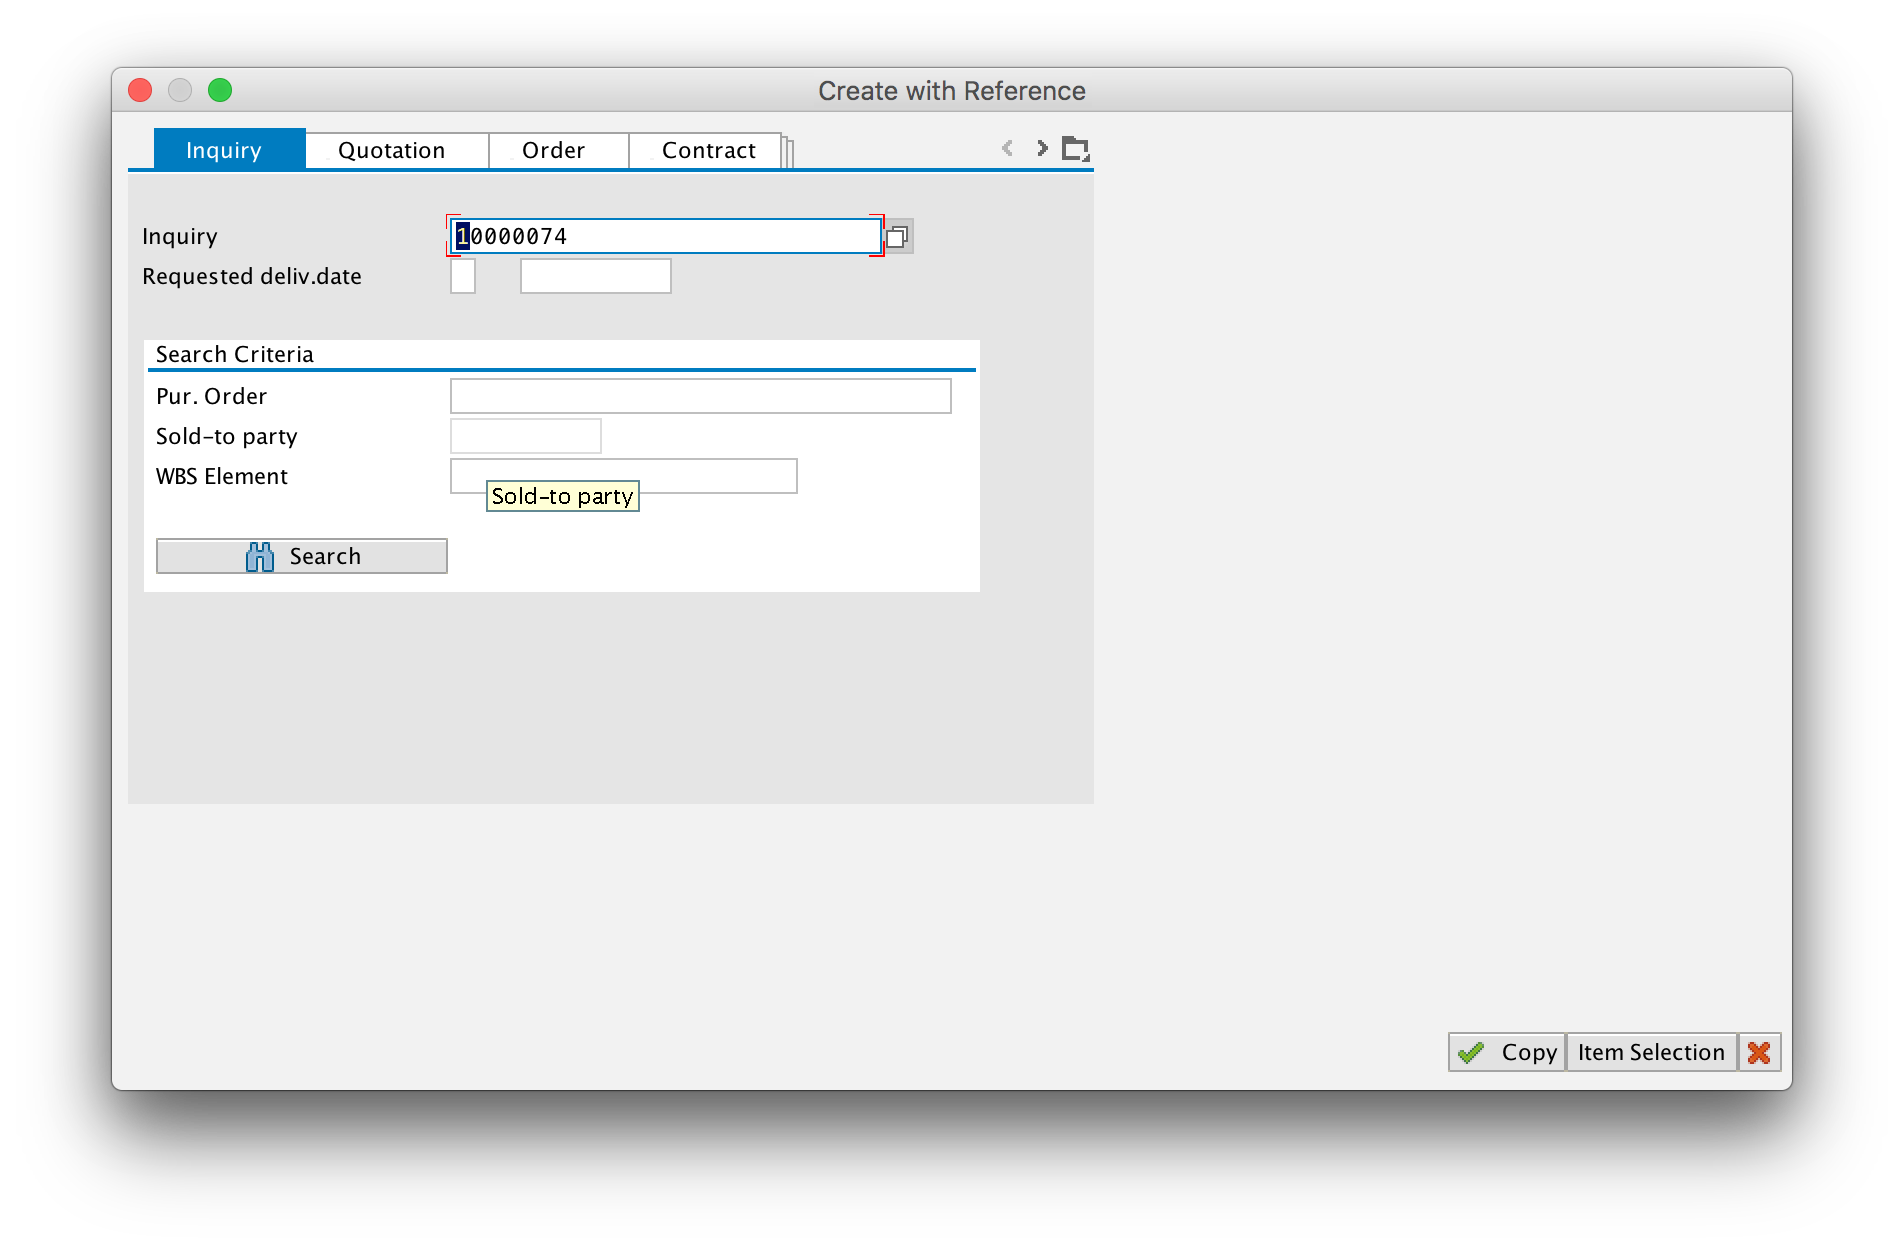 Create with Reference
Inquiry Quotation Order Contract
Inquiry 10000074
Requested deliv.date
Search Criteria
Pur. Order
Sold-to party
WBS Element
Sold-to party
Search
Copy Item Selection